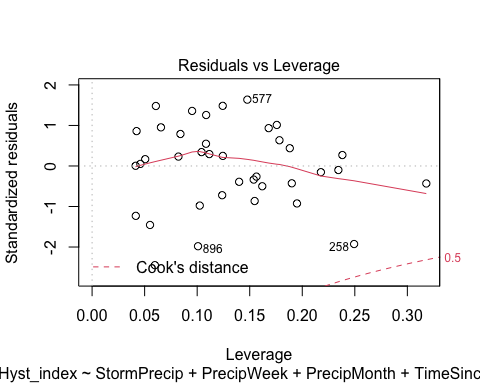 Residuals vs Leverage
Standardized residuals
2
1
0
-1
-2
577
896
258
Cook's distance
0.5
0.00 0.05 0.10 0.15 0.20 0.25 0.30
Leverage
Hyst_index ~ StormPrecip + PrecipWeek + PrecipMonth + TimeSinc